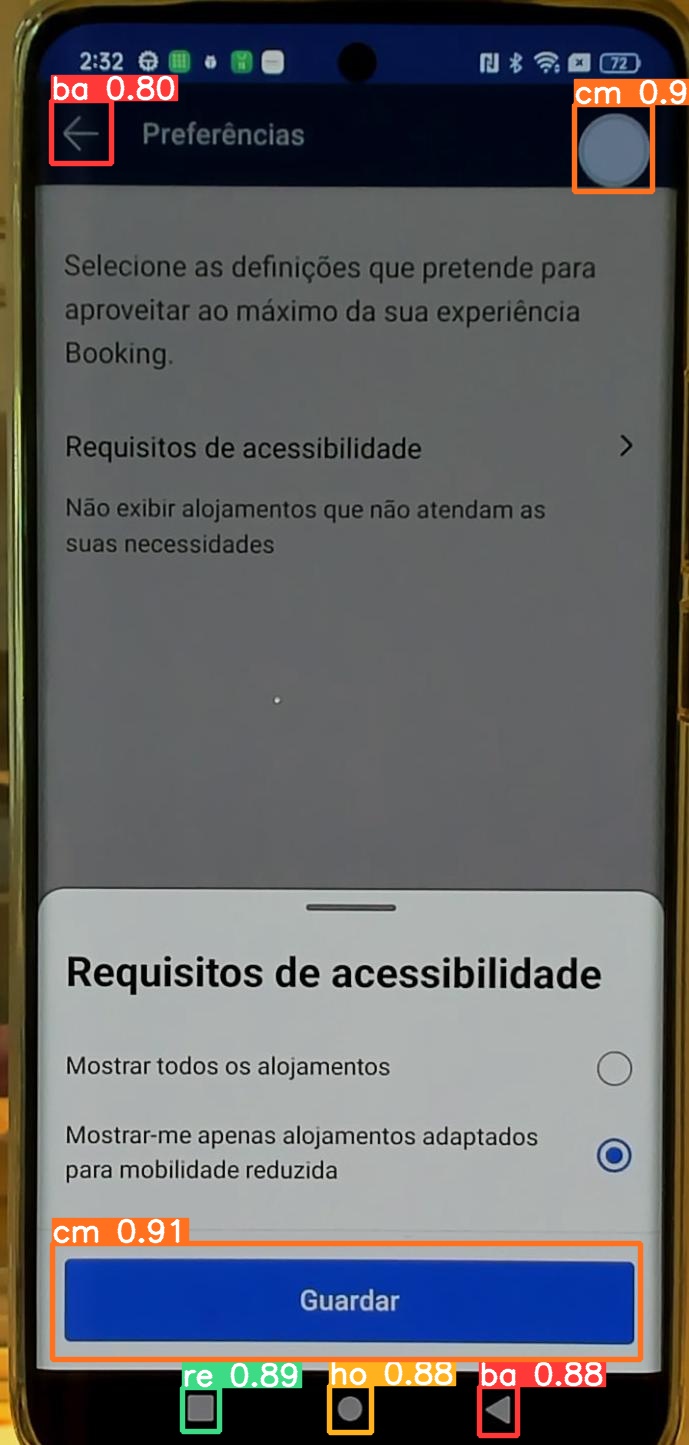 2:32
72
ba 0.80
cm 0.9
Preferências
Selecione as definições que pretende para
aproveitar ao máximo da sua experiência
Booking.
Requisitos de acessibilidade
Não exibir alojamentos que não atendam as
suas necessidades
Requisitos de acessibilidade
Mostrar todos os alojamentos
Mostrar-me apenas alojamentos adaptados
para mobilidade reduzida
cm 0.91
Guardar
re 0.89
ho 0.88
ba 0.88